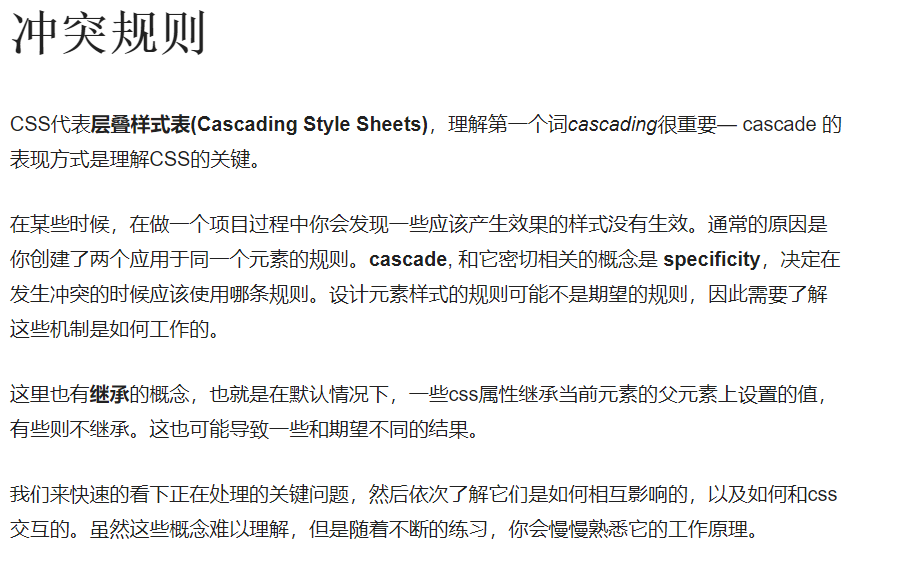 冲突规则
CSS代表层叠样式表(Cascading Style Sheets)，理解第一个词cascading很重要— cascade 的
表现方式是理解CSS的关键。
在某些时候，在做一个项目过程中你会发现一些应该产生效果的样式没有生效。通常的原因是
你创建了两个应用于同一个元素的规则。cascade, 和它密切相关的概念是 specificity，决定在
发生冲突的时候应该使用哪条规则。设计元素样式的规则可能不是期望的规则，因此需要了解
这些机制是如何工作的。
这里也有继承的概念，也就是在默认情况下，一些css属性继承当前元素的父元素上设置的值，
有些则不继承。这也可能导致一些和期望不同的结果。
我们来快速的看下正在处理的关键问题，然后依次了解它们是如何相互影响的，以及如何和css
交互的。虽然这些概念难以理解，但是随着不断的练习，你会慢慢熟悉它的工作原理。